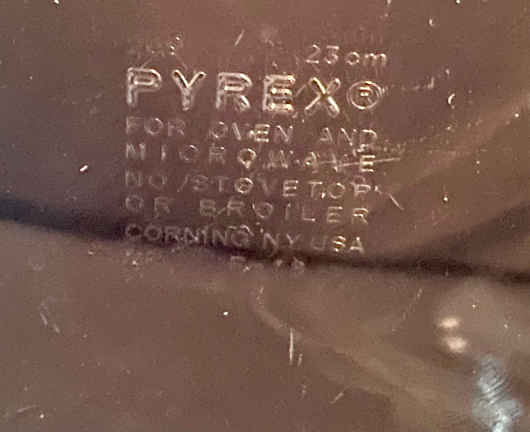 23 cm
PYREX®
FOR OVEN AND
MICROWAVE
NO STOVETOP
OR BROILER
CORNING NY USA